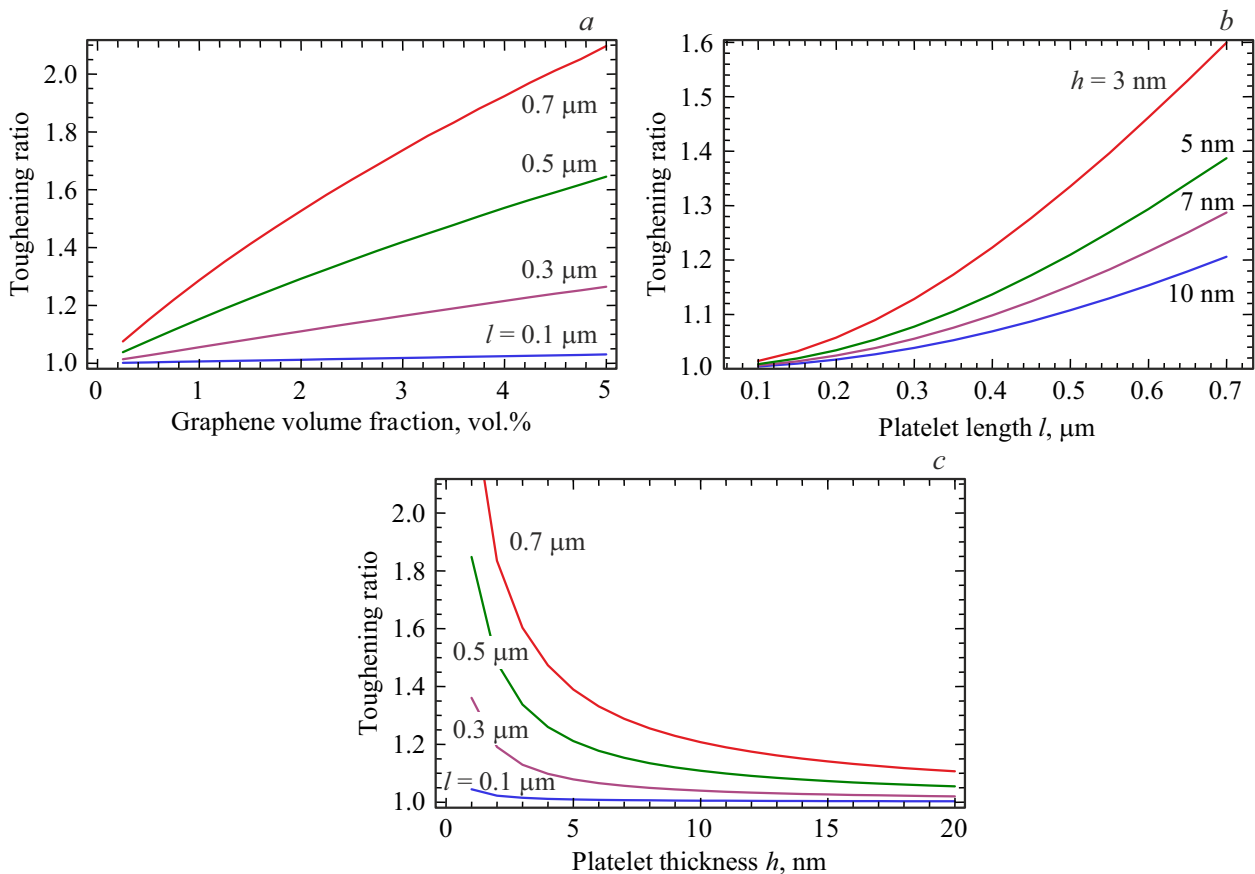 a
Toughening ratio
2.0
1.8
1.6
1.4
1.2
1.0
0.7 μm
0.5 μm
0.3 μm
l = 0.1 μm
0 1 2 3 4 5
Graphene volume fraction, vol.%
b
Toughening ratio
1.6
1.5
1.4
1.3
1.2
1.1
1.0
h = 3 nm
5 nm
7 nm
10 nm
0.1 0.2 0.3 0.4 0.5 0.6 0.7
Platelet length l, μm
c
Toughening ratio
2.0
1.8
1.6
1.4
1.2
1.0
0.7 μm
0.5 μm
0.3 μm
l = 0.1 μm
0 5 10 15 20
Platelet thickness h, nm